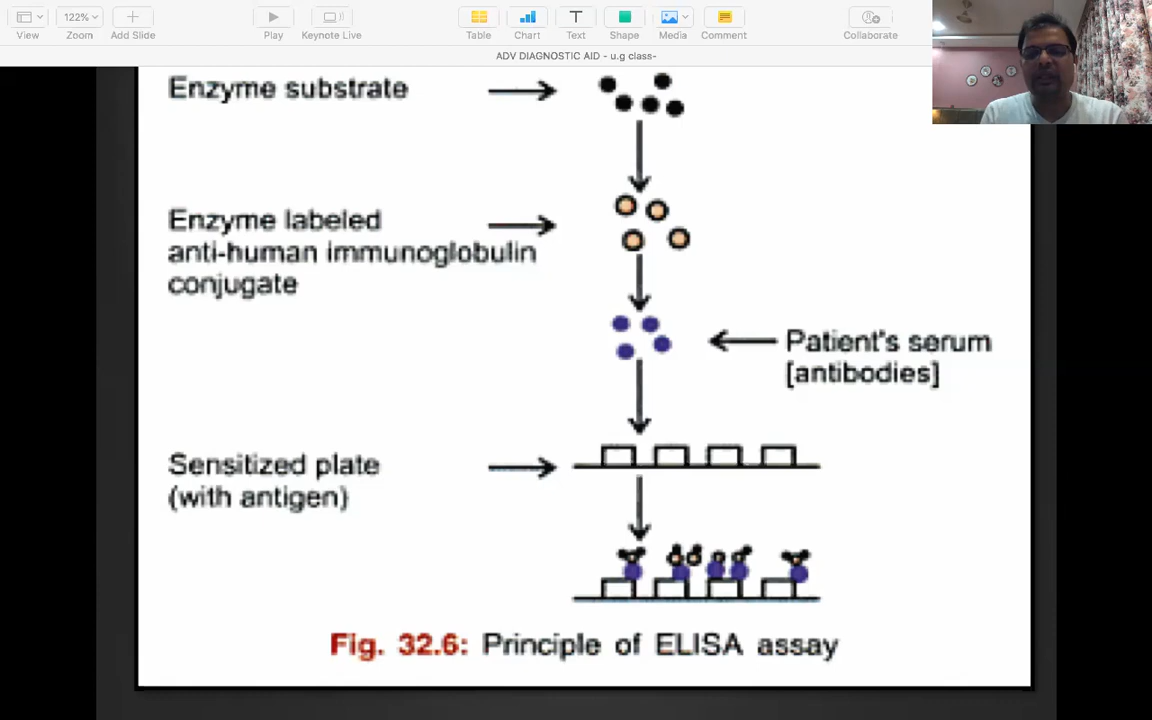 122%
View
Zoom
Add Slide
Play
Keynote Live
Table
Chart
Text
Shape
Media
Comment
Collaborate
ADV DIAGNOSTIC AID - u.g class-
Enzyme substrate
Enzyme labeled
anti-human immunoglobulin
conjugate
Patient's serum
[antibodies]
Sensitized plate
(with antigen)
Fig. 32.6: Principle of ELISA assay